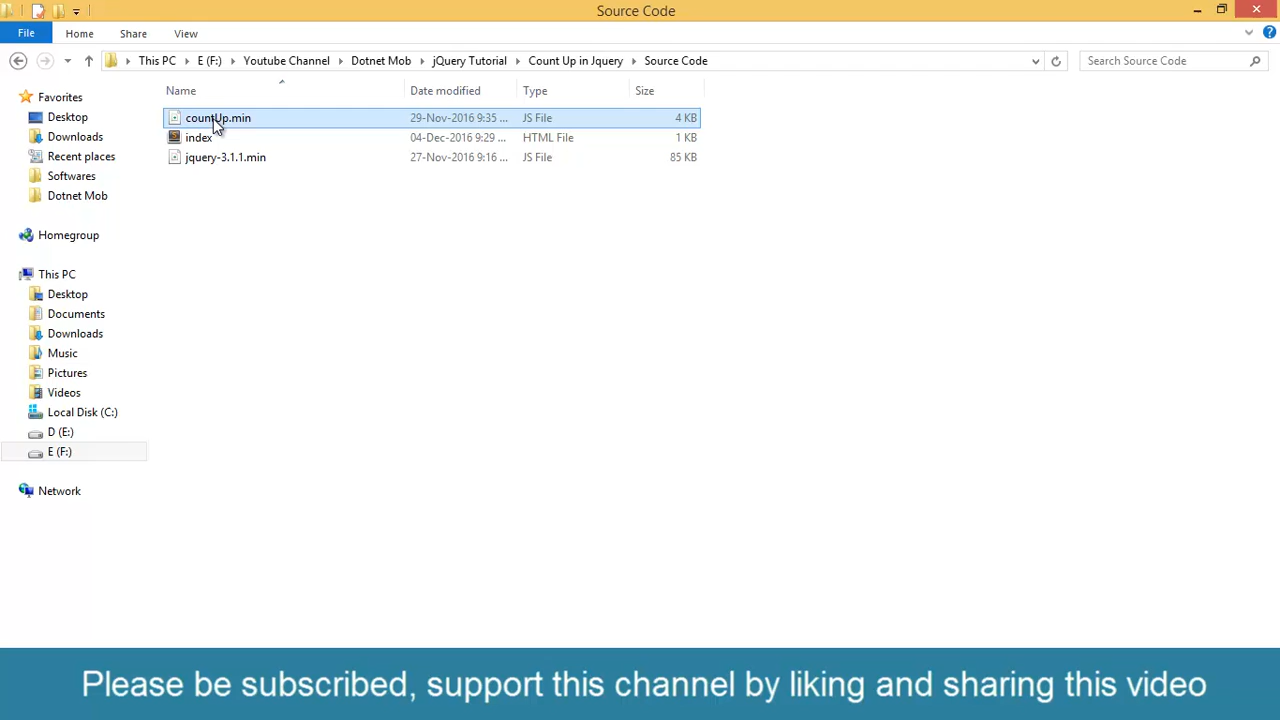 Source Code
File Home Share View
This PC E (F:) Youtube Channel Dotnet Mob jQuery Tutorial Count Up in Jquery Source Code
Search Source Code
Name Date modified Type Size
countUp.min 29-Nov-2016 9:35 ... JS File 4 KB
index 04-Dec-2016 9:29 ... HTML File 1 KB
jquery-3.1.1.min 27-Nov-2016 9:16 ... JS File 85 KB
Favorites
Desktop
Downloads
Recent places
Softwares
Dotnet Mob
Homegroup
This PC
Desktop
Documents
Downloads
Music
Pictures
Videos
Local Disk (C:)
D (E:)
E (F:)
Network
Please be subscribed, support this channel by liking and sharing this video